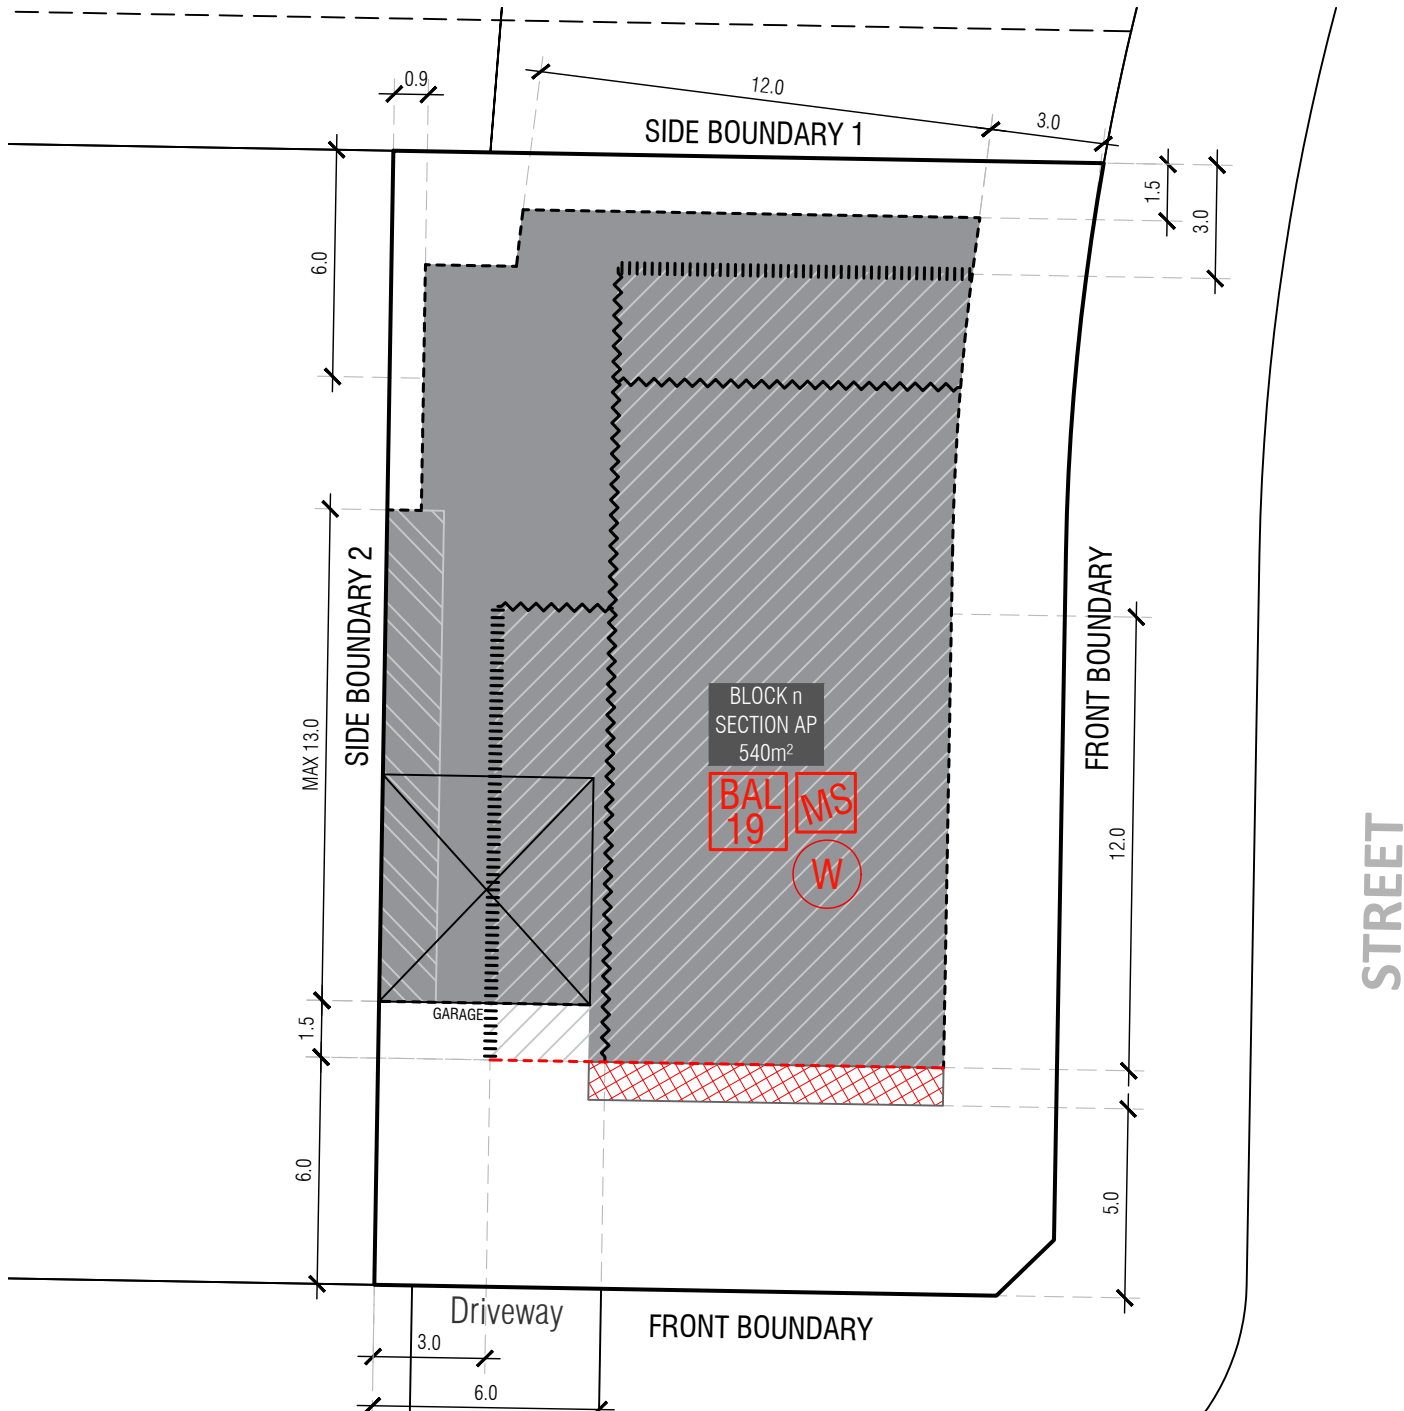 0.9
12.0
3.0
SIDE BOUNDARY 1
1.5
3.0
6.0
SIDE BOUNDARY 2
MAX 13.0
FRONT BOUNDARY
BLOCK n
SECTION AP
540m²
BAL
19
MS
W
12.0
STREET
GARAGE
1.5
6.0
5.0
Driveway
FRONT BOUNDARY
3.0
6.0